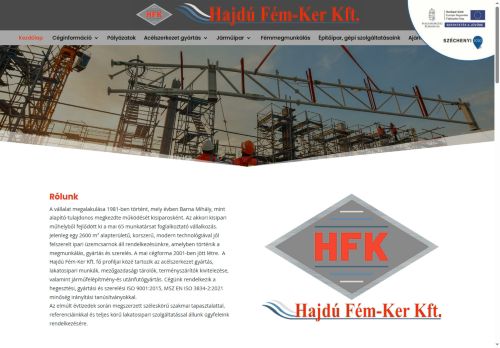 HFK
Hajdú Fém-Ker Kft.
Kezdőlap Céginformáció Pályázatok Acélszerkezet gyártás Járműipar Fémmegmunkálás Építőipar, gépi szolgáltatásaink Aján
SZÉCHENYI
Rólunk
A vállalat megalakulása 1981-ben történt, mely évben Barna Mihály, mint
alapító tulajdonos megkezdte működését kisiparosként. Az akkori kisipari
műhelyből fejlődött ki a mai 65 munkatársat foglalkoztató vállalkozás.
Jelenleg egy 2600 m² alapterületű, korszerű, modern technológiával jól
felszerelt ipari üzemcsarnok áll rendelkezésünkre, amelyben történik a
megmunkálás, gyártás és szerelés. A mai cégforma 2001-ben jött létre. A
Hajdú Fém-Ker Kft. fő profiljai közé tartozik az acélszerkezet gyártás,
lakatosipari munkák, mezőgazdasági tárolók, terményszárítók kivitelezése,
valamint járműfelépítmény-és utánfutógyártás. Cégünk rendelkezik a
hegesztési, gyártási és szerelési ISO 9001:2015, MSZ EN ISO 3834-2:2021
minőség irányítási tanúsítványokkal.
Az elmúlt évtizedek során megszerzett széleskörű szakmai tapasztalattal,
referenciáinkkal és teljes körű lakatosipari szolgáltatással állunk ügyfeleink
rendelkezésére.
HFK
Hajdú Fém-Ker Kft.